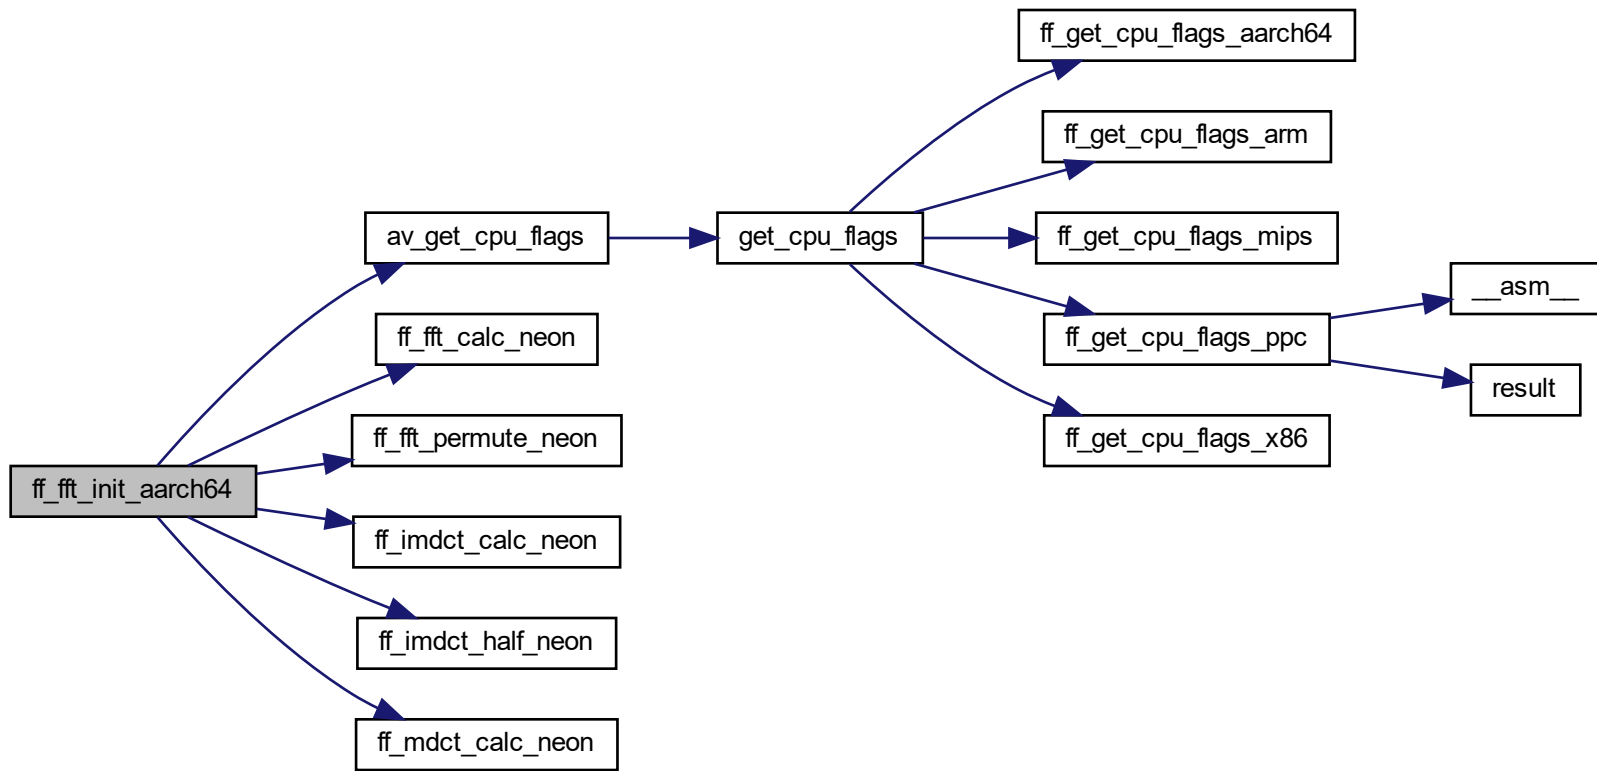 ff_get_cpu_flags_aarch64
ff_get_cpu_flags_arm
av_get_cpu_flags
get_cpu_flags
ff_get_cpu_flags_mips
__asm__
ff_fft_calc_neon
ff_get_cpu_flags_ppc
result
ff_fft_permute_neon
ff_get_cpu_flags_x86
ff_fft_init_aarch64
ff_imdct_calc_neon
ff_imdct_half_neon
ff_mdct_calc_neon